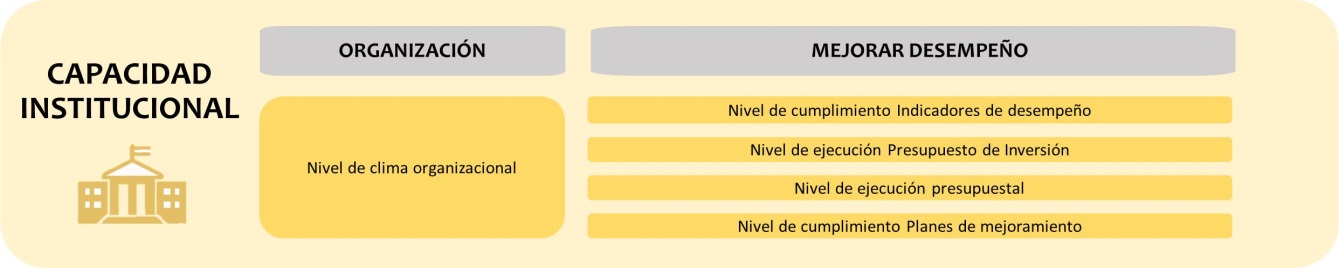 CAPACIDAD
INSTITUCIONAL
ORGANIZACIÓN
Nivel de clima organizacional
MEJORAR DESEMPEÑO
Nivel de cumplimiento Indicadores de desempeño
Nivel de ejecución Presupuesto de Inversión
Nivel de ejecución presupuestal
Nivel de cumplimiento Planes de mejoramiento